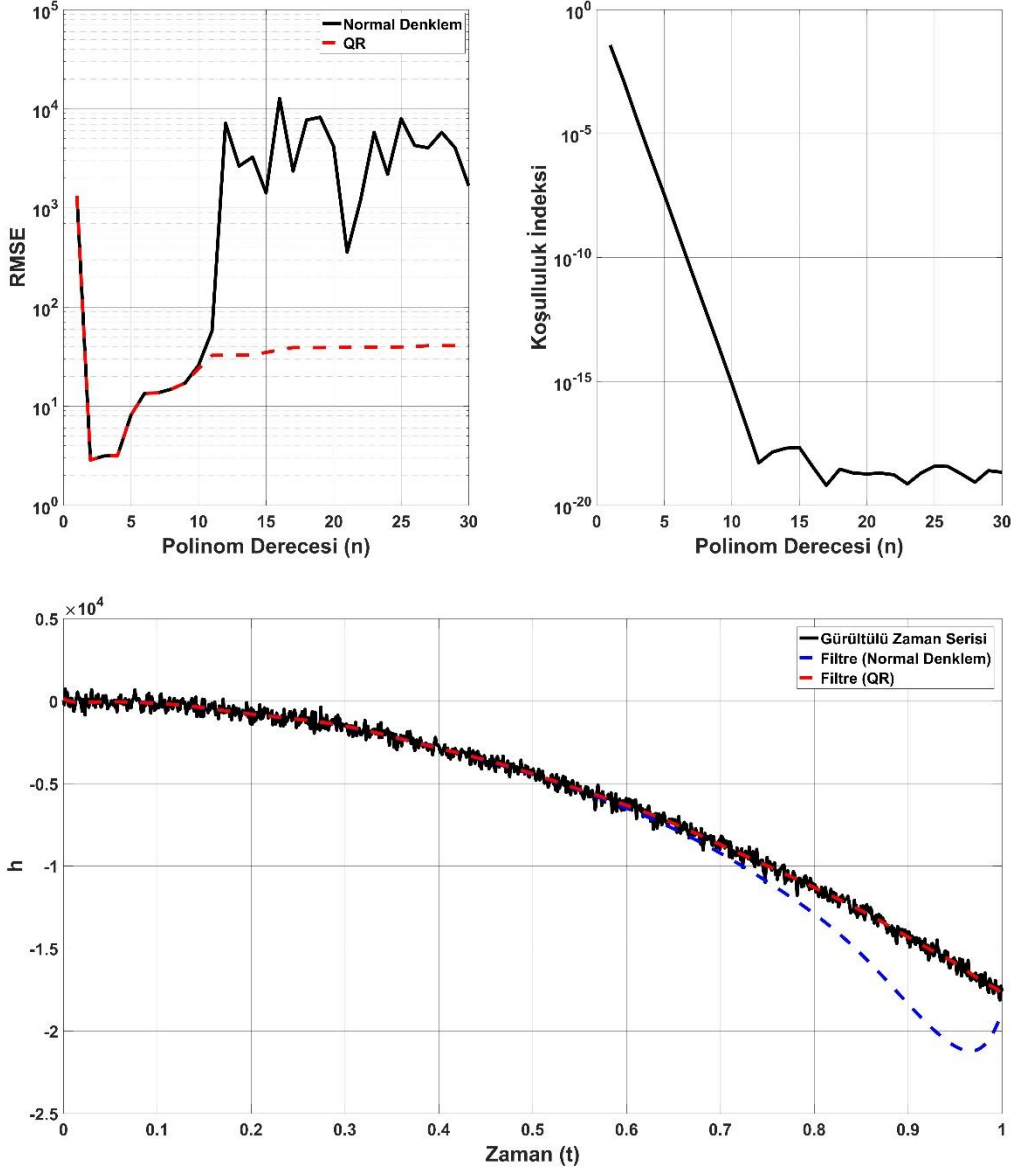 10^5
10^4
10^3
10^2
10^1
10^0
RMSE
Normal Denklem
QR
0 5 10 15 20 25 30
Polinom Derecesi (n)
10^0
10^-5
10^-10
10^-15
10^-20
Koşulluluk indeksi
0 5 10 15 20 25 30
Polinom Derecesi (n)
×10^4
0.5
0
-0.5
-1
-1.5
-2
-2.5
h
Gürültülü Zaman Serisi
Filtre (Normal Denklem)
Filtre (QR)
0 0.1 0.2 0.3 0.4 0.5 0.6 0.7 0.8 0.9 1
Zaman (t)